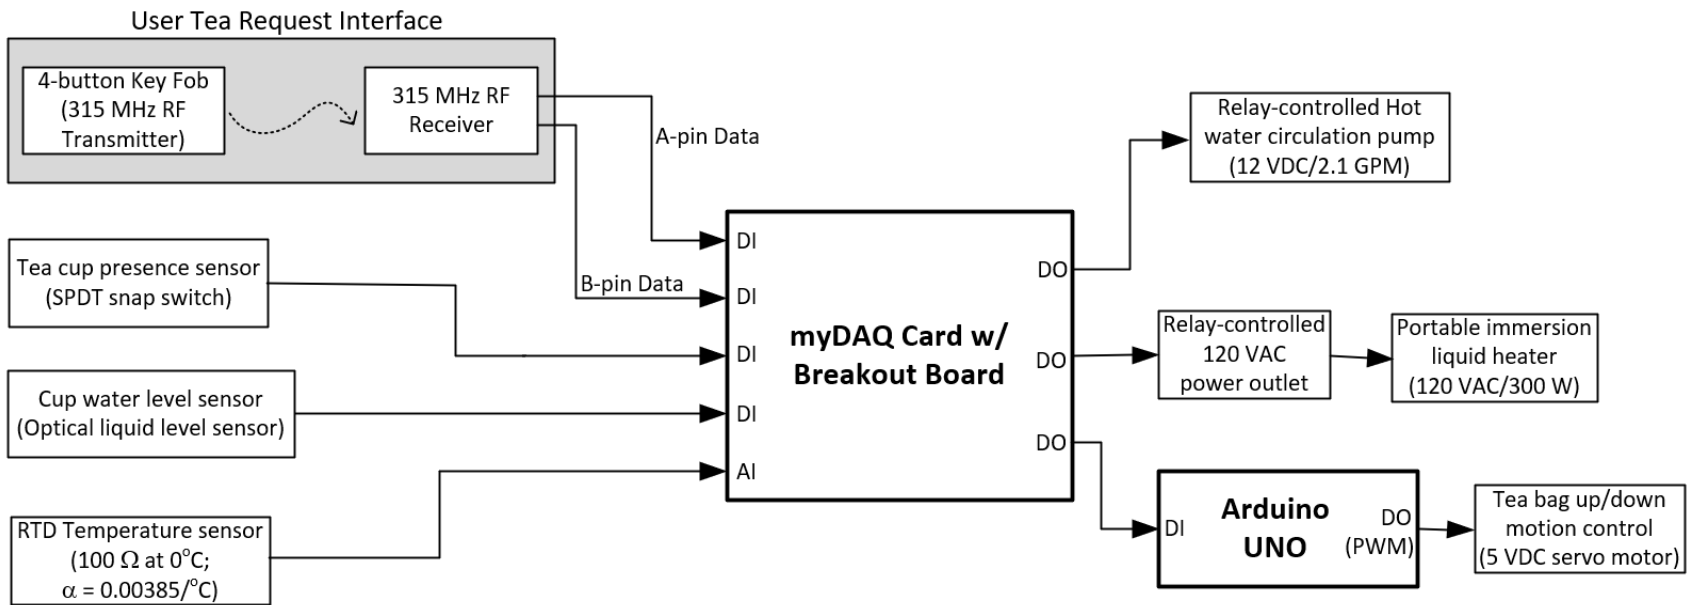 User Tea Request Interface
4-button Key Fob
(315 MHz RF
Transmitter)
315 MHz RF
Receiver
A-pin Data
B-pin Data
Tea cup presence sensor
(SPDT snap switch)
Cup water level sensor
(Optical liquid level sensor)
RTD Temperature sensor
(100 Ω at 0°C;
α = 0.00385/°C)
DI
DI
DI
DI
AI
myDAQ Card w/
Breakout Board
DO
DO
DO
Relay-controlled Hot
water circulation pump
(12 VDC/2.1 GPM)
Relay-controlled
120 VAC
power outlet
Portable immersion
liquid heater
(120 VAC/300 W)
DI
Arduino
UNO
DO
(PWM)
Tea bag up/down
motion control
(5 VDC servo motor)